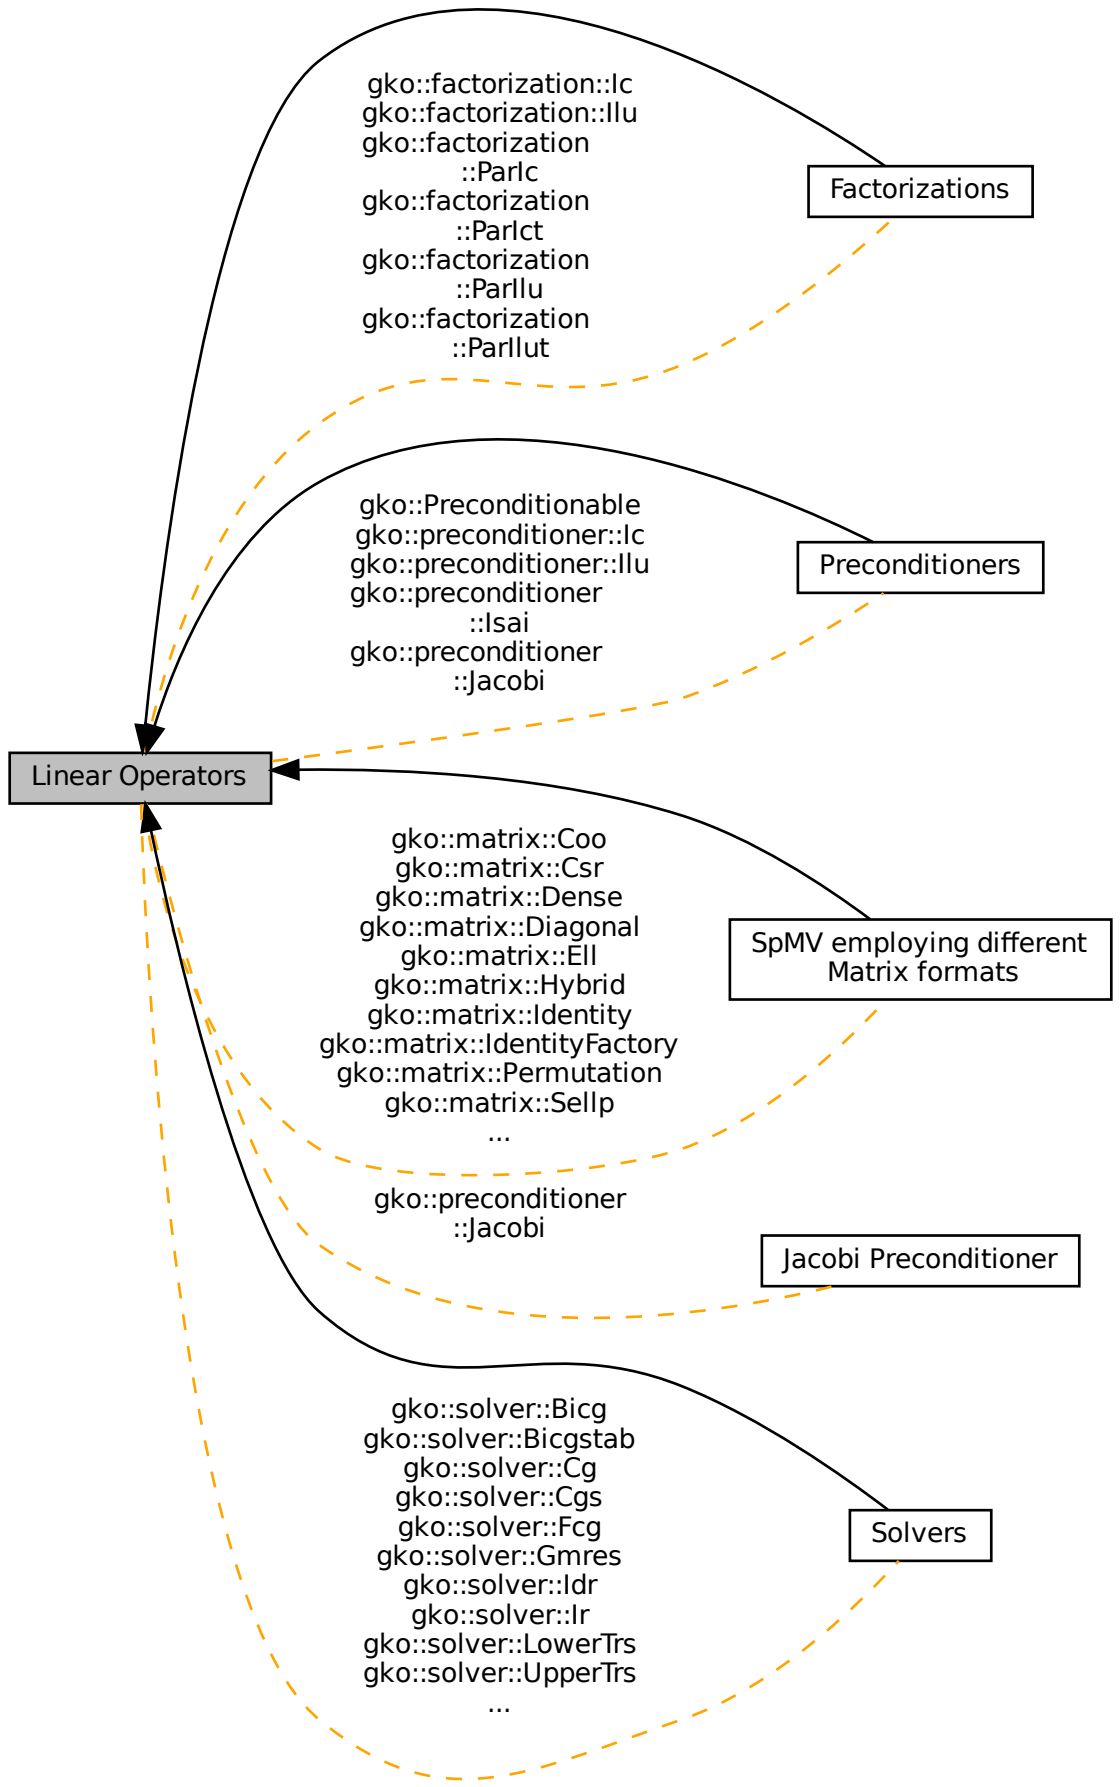 gko::factorization::Ic
gko::factorization::Ilu
gko::factorization
::ParIc
gko::factorization
::ParIct
gko::factorization
::ParIlu
gko::factorization
::ParIlut
Factorizations
gko::Preconditionable
gko::preconditioner::Ic
gko::preconditioner::Ilu
gko::preconditioner
::Isai
gko::preconditioner
::Jacobi
Preconditioners
Linear Operators
gko::matrix::Coo
gko::matrix::Csr
gko::matrix::Dense
gko::matrix::Diagonal
gko::matrix::Ell
gko::matrix::Hybrid
gko::matrix::Identity
gko::matrix::IdentityFactory
gko::matrix::Permutation
gko::matrix::Sellp
...
SpMV employing different
Matrix formats
gko::preconditioner
::Jacobi
Jacobi Preconditioner
gko::solver::Bicg
gko::solver::Bicgstab
gko::solver::Cg
gko::solver::Cgs
gko::solver::Fcg
gko::solver::Gmres
gko::solver::Idr
gko::solver::Ir
gko::solver::LowerTrs
gko::solver::UpperTrs
...
Solvers